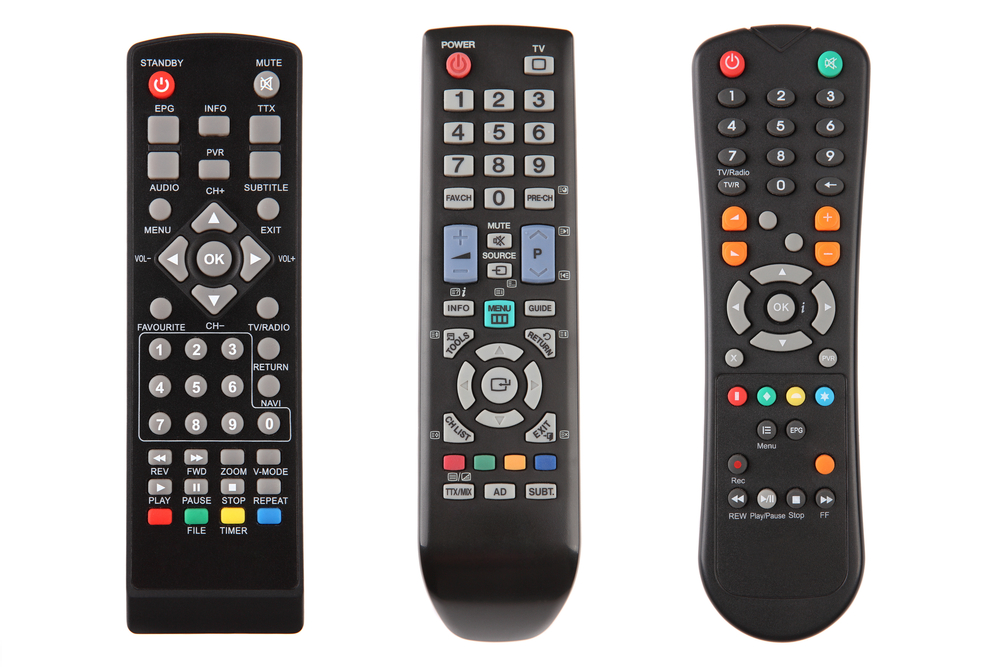 STANDBY MUTE
EPG INFO TTX
PVR
AUDIO CH+ SUBTITLE
MENU EXIT
VOL- OK VOL+
FAVOURITE CH- TV/RADIO
1 2 3
RETURN
4 5 6
NAVI
7 8 9 0
REV FWD ZOOM V-MODE
PLAY PAUSE STOP REPEAT
FILE TIMER
POWER TV
1 2 3
4 5 6
7 8 9
FAV.CH 0 PRE-CH
MUTE
+ P
SOURCE
−
i
INFO MENU GUIDE
TOOLS RETURN
CH LIST EXIT
TTX/MIX AD SUBT.
1 2 3
4 5 6
7 8 9
TV/Radio
TV/R 0 ←
+
−
OK i
X PVR
EPG
Menu
Rec
REW Play/Pause Stop FF